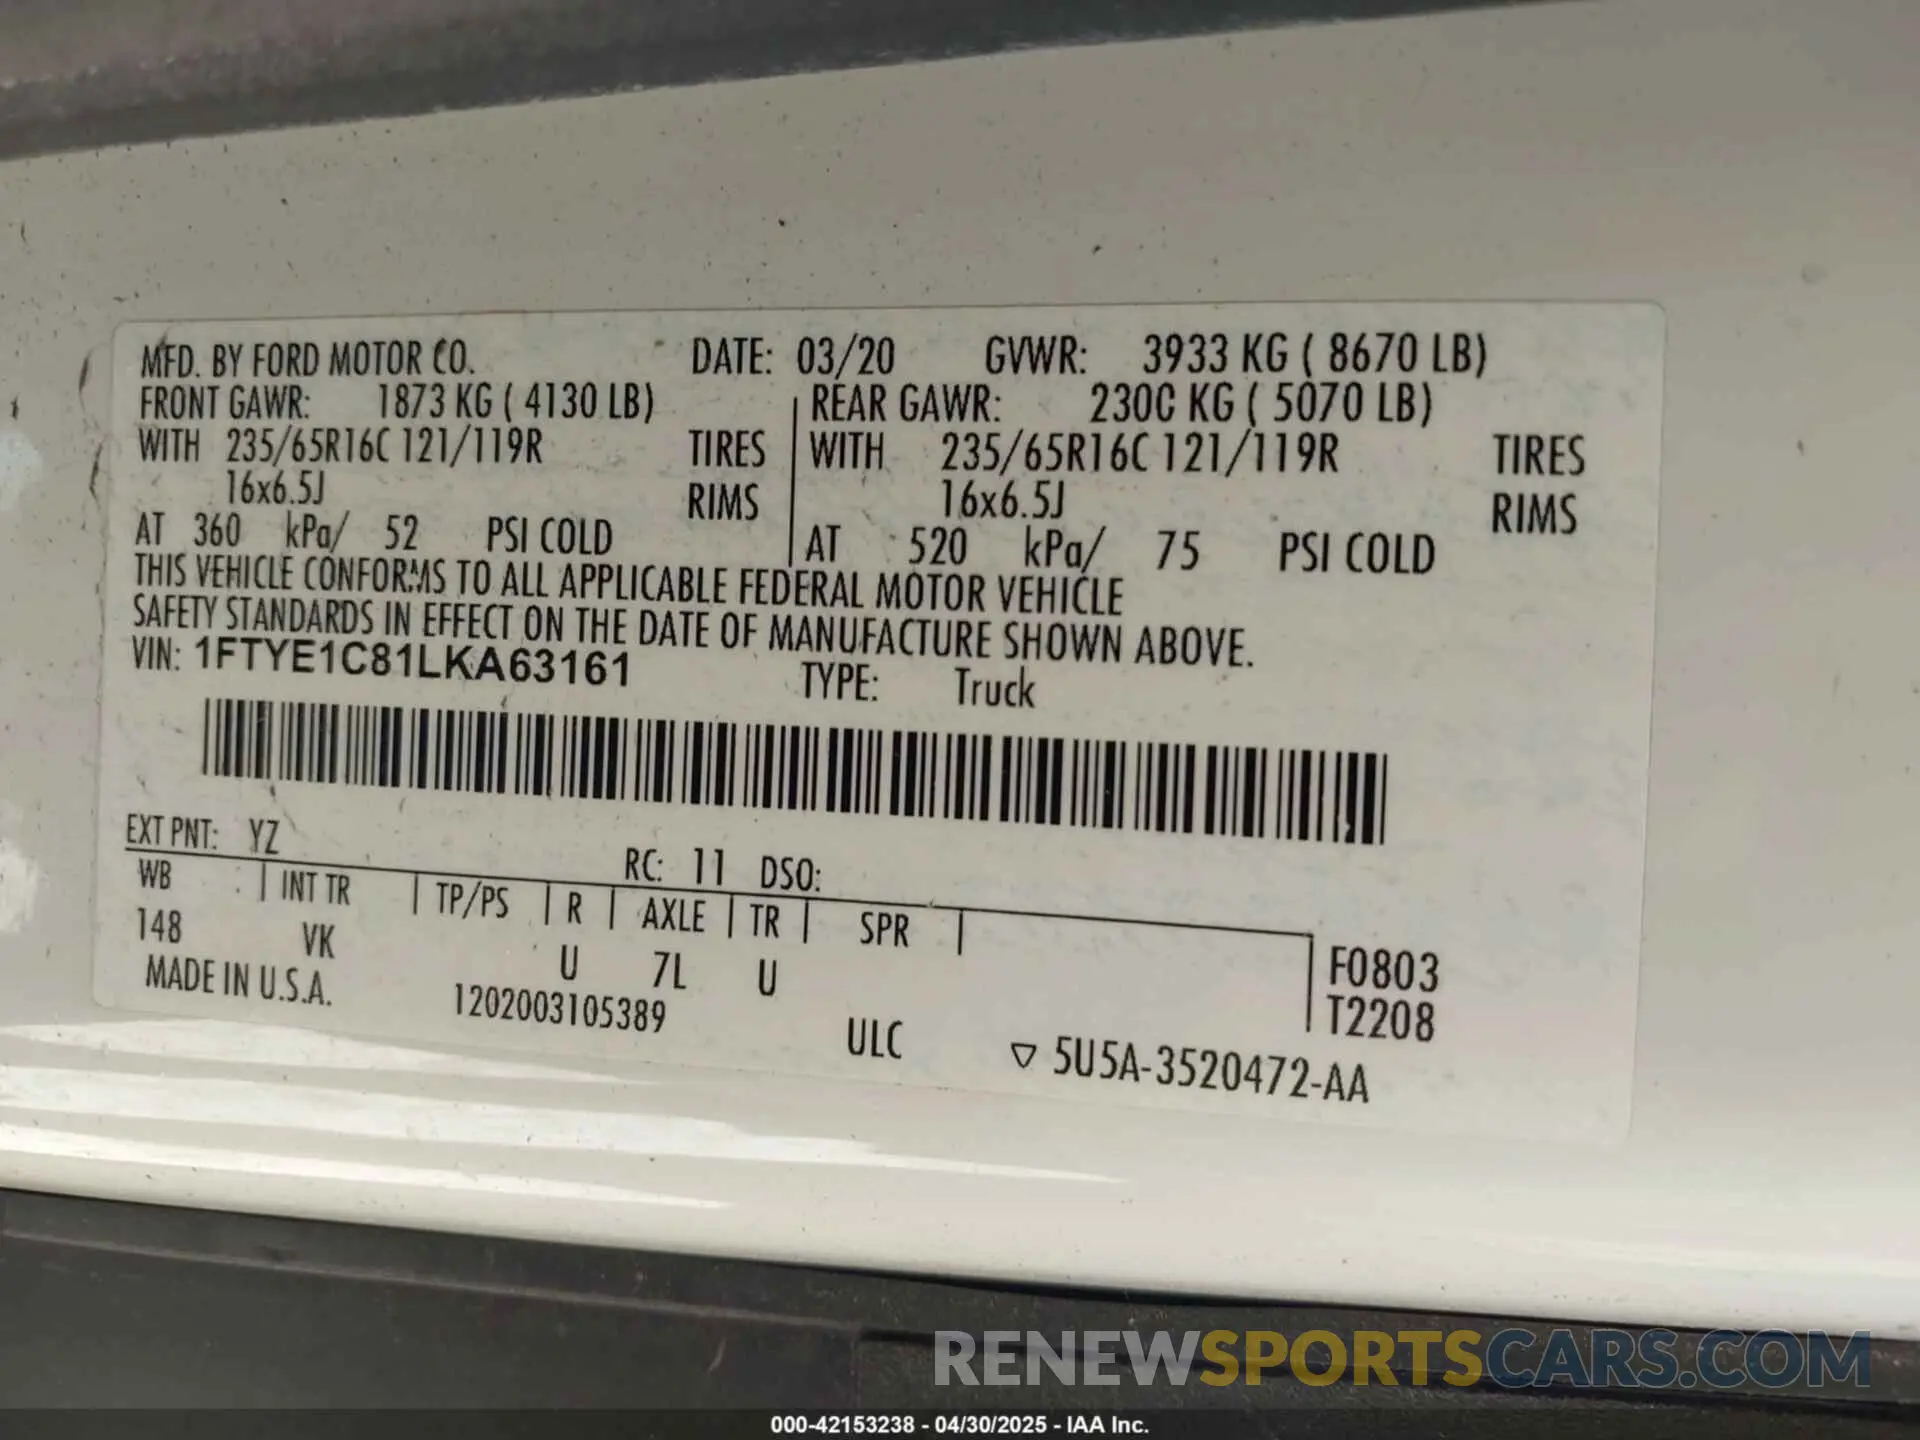 MFD. BY FORD MOTOR CO. DATE: 03/20 GVWR: 3933 KG ( 8670 LB)
FRONT GAWR: 1873 KG ( 4130 LB) REAR GAWR: 2300 KG ( 5070 LB)
WITH 235/65R16C 121/119R TIRES WITH 235/65R16C 121/119R TIRES
16x6.5J RIMS 16x6.5J RIMS
AT 360 kPa/ 52 PSI COLD AT 520 kPa/ 75 PSI COLD
THIS VEHICLE CONFORMS TO ALL APPLICABLE FEDERAL MOTOR VEHICLE
SAFETY STANDARDS IN EFFECT ON THE DATE OF MANUFACTURE SHOWN ABOVE.
VIN: 1FTYE1C81LKA63161 TYPE: Truck
EXT PNT: YZ RC: 11 DSO:
WB | INT TR | TP/PS | R | AXLE | TR | SPR |
148 VK U 7L U F0803
MADE IN U.S.A. 1202003105389 T2208
ULC ▽ 5U5A-3520472-AA
RENEWSPORTSCARS.COM
000-42153238 - 04/30/2025 - IAA Inc.